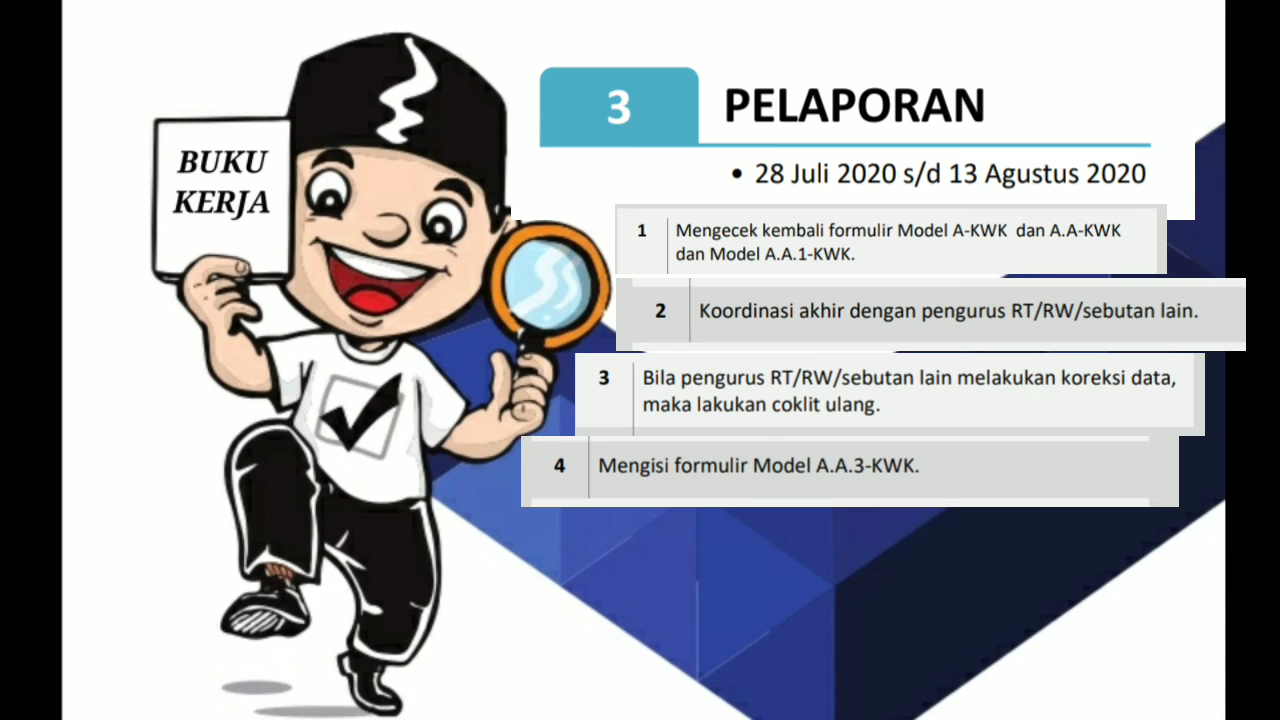 BUKU
KERJA
3 PELAPORAN
• 28 Juli 2020 s/d 13 Agustus 2020
1 Mengecek kembali formulir Model A-KWK dan A.A-KWK
dan Model A.A.1-KWK.
2 Koordinasi akhir dengan pengurus RT/RW/sebutan lain.
3 Bila pengurus RT/RW/sebutan lain melakukan koreksi data,
maka lakukan coklit ulang.
4 Mengisi formulir Model A.A.3-KWK.